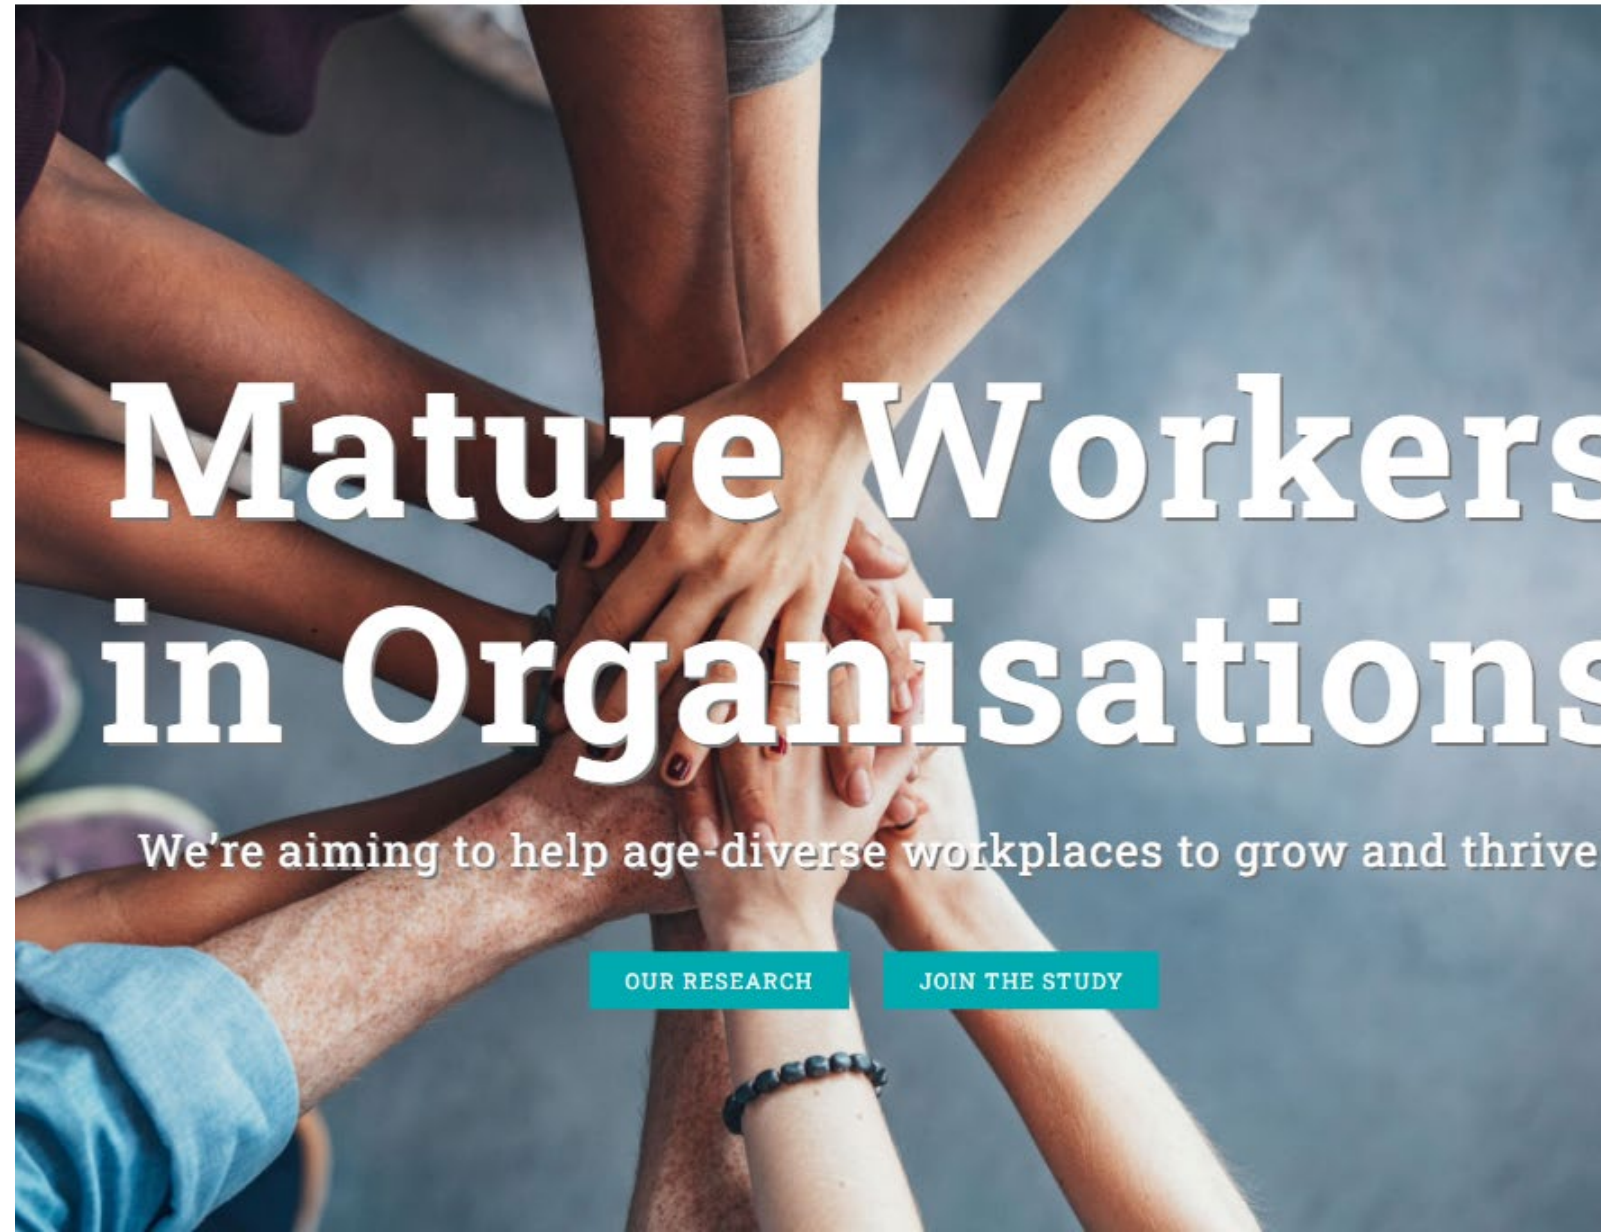 Mature Workers
in Organisations
We're aiming to help age-diverse workplaces to grow and thrive
OUR RESEARCH
JOIN THE STUDY